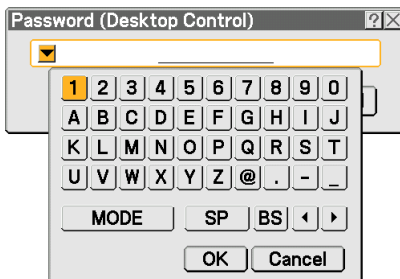 Password (Desktop Control) ? X
1 2 3 4 5 6 7 8 9 0
A B C D E F G H I J
K L M N O P Q R S T
U V W X Y Z @ . - _
MODE SP BS
OK Cancel